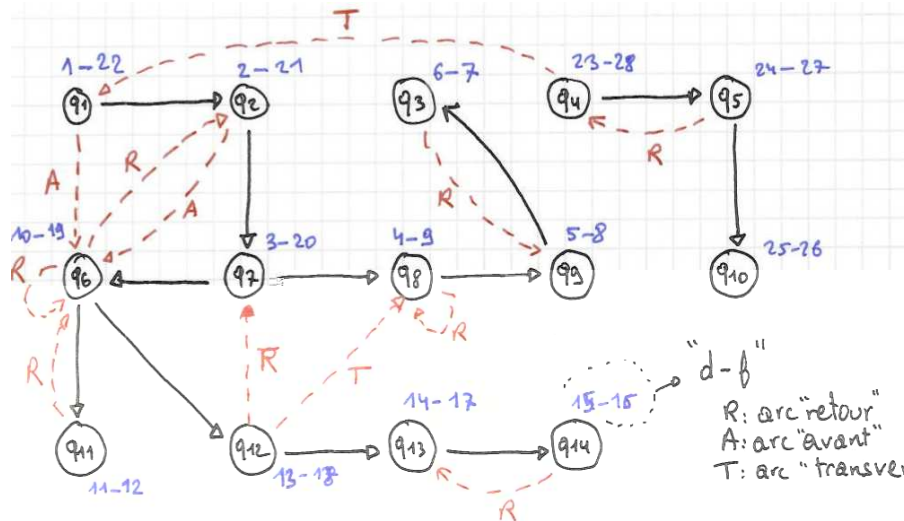 T
1-22 2-21 6-7 23-28 24-27
q1 q2 q3 q4 q5
R R R
A A
10-19 3-20 4-9 5-8 25-26
q6 q7 q8 q9 q10
R R
R R T
"d-f"
14-17
R: arc "retour"
q11 q12 q13 q14 A: arc "avant"
11-12 13-18 T: arc "transver
R